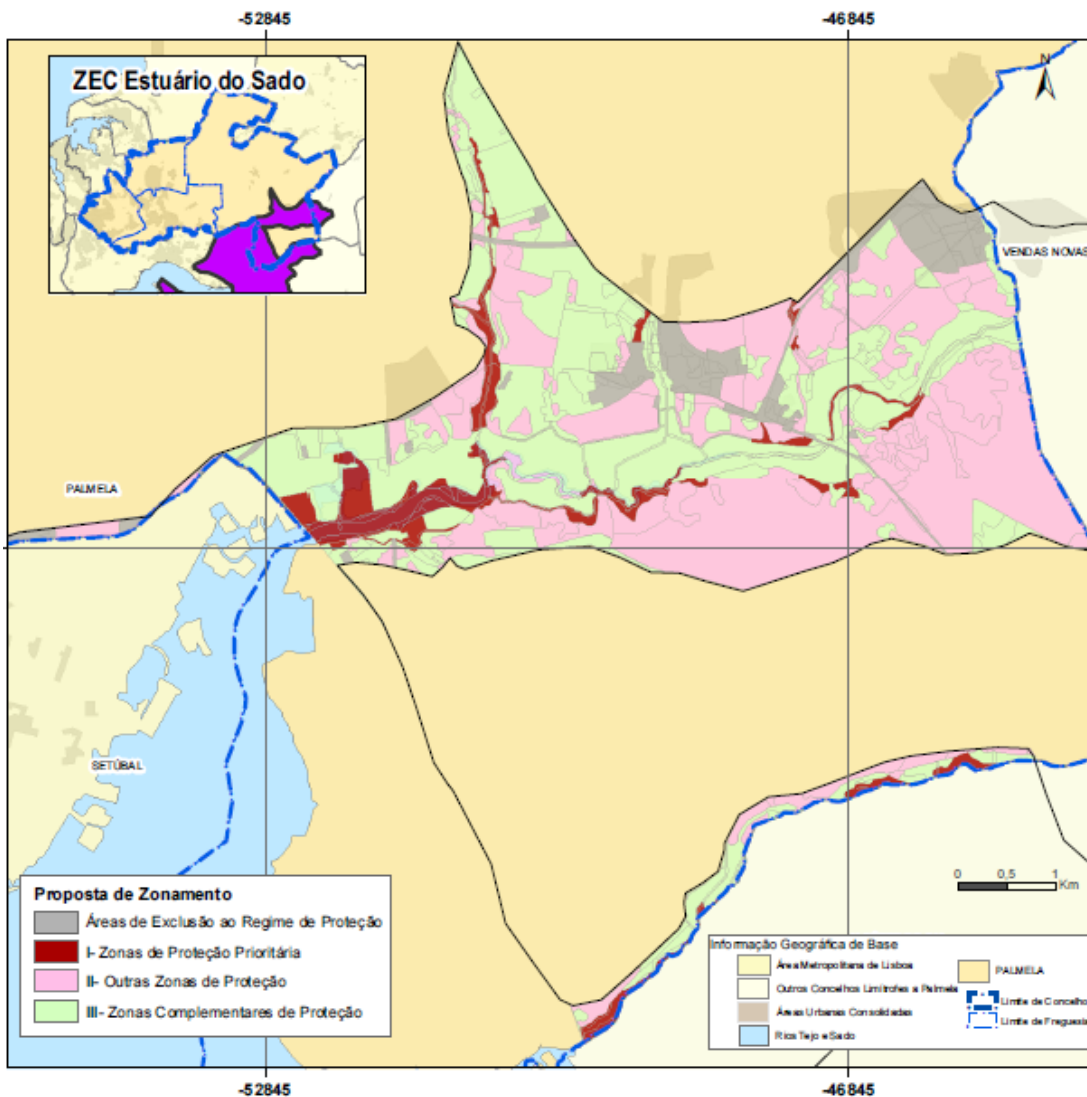 -52845
-46845
ZEC Estuário do Sado
N
VENDAS NOVAS
PALMELA
SETÚBAL
0 0,5 1
Km
Proposta de Zonamento
Áreas de Exclusão ao Regime de Proteção
I- Zonas de Proteção Prioritária
II- Outras Zonas de Proteção
III- Zonas Complementares de Proteção
Informação Geográfica de Base
Área Metropolitana de Lisboa
Outros Concelhos Limítrofes a Palmela
Áreas Urbanas Consolidadas
Rios Tejo e Sado
PALMELA
Limite de Concelho
Limite de Freguesia
-52845
-46845